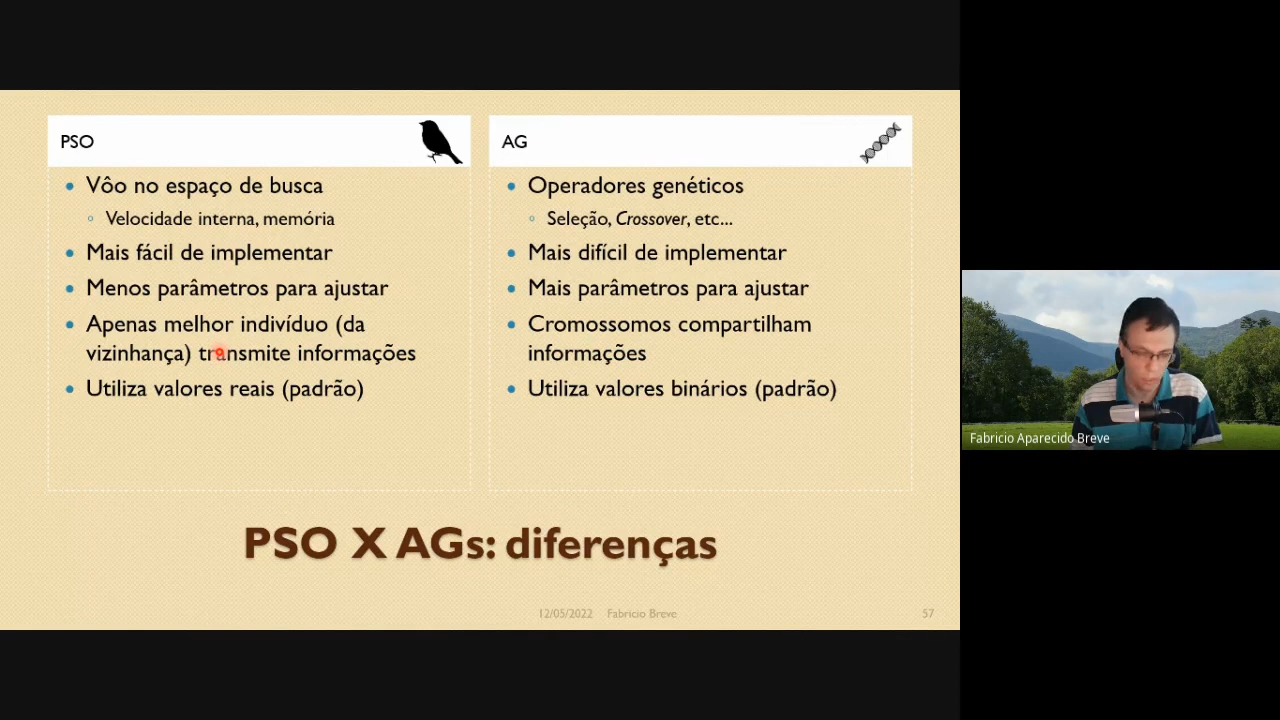 PSO
Vôo no espaço de busca
Velocidade interna, memória
Mais fácil de implementar
Menos parâmetros para ajustar
Apenas melhor indivíduo (da
vizinhança) transmite informações
Utiliza valores reais (padrão)
AG
Operadores genéticos
Seleção, Crossover, etc...
Mais difícil de implementar
Mais parâmetros para ajustar
Cromossomos compartilham
informações
Utiliza valores binários (padrão)
PSO X AGs: diferenças
12/05/2022 Fabricio Breve 57
Fabricio Aparecido Breve